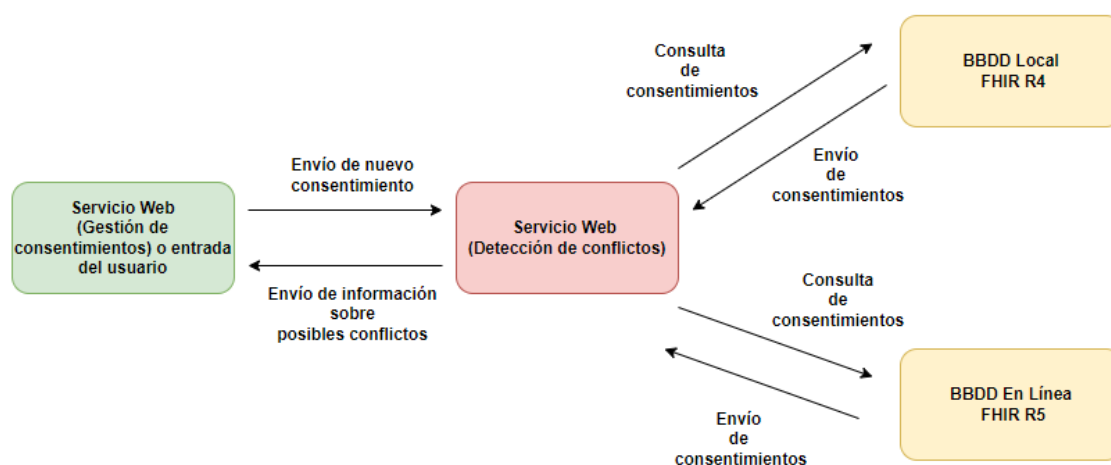 Consulta
de
consentimientos
BBDD Local
FHIR R4
Envío
de
consentimientos
Envío de nuevo
consentimiento
Servicio Web
(Gestión de
consentimientos) o entrada
del usuario
Servicio Web
(Detección de conflictos)
Envío de información
sobre
posibles conflictos
Consulta
de
consentimientos
BBDD En Línea
FHIR R5
Envío
de
consentimientos